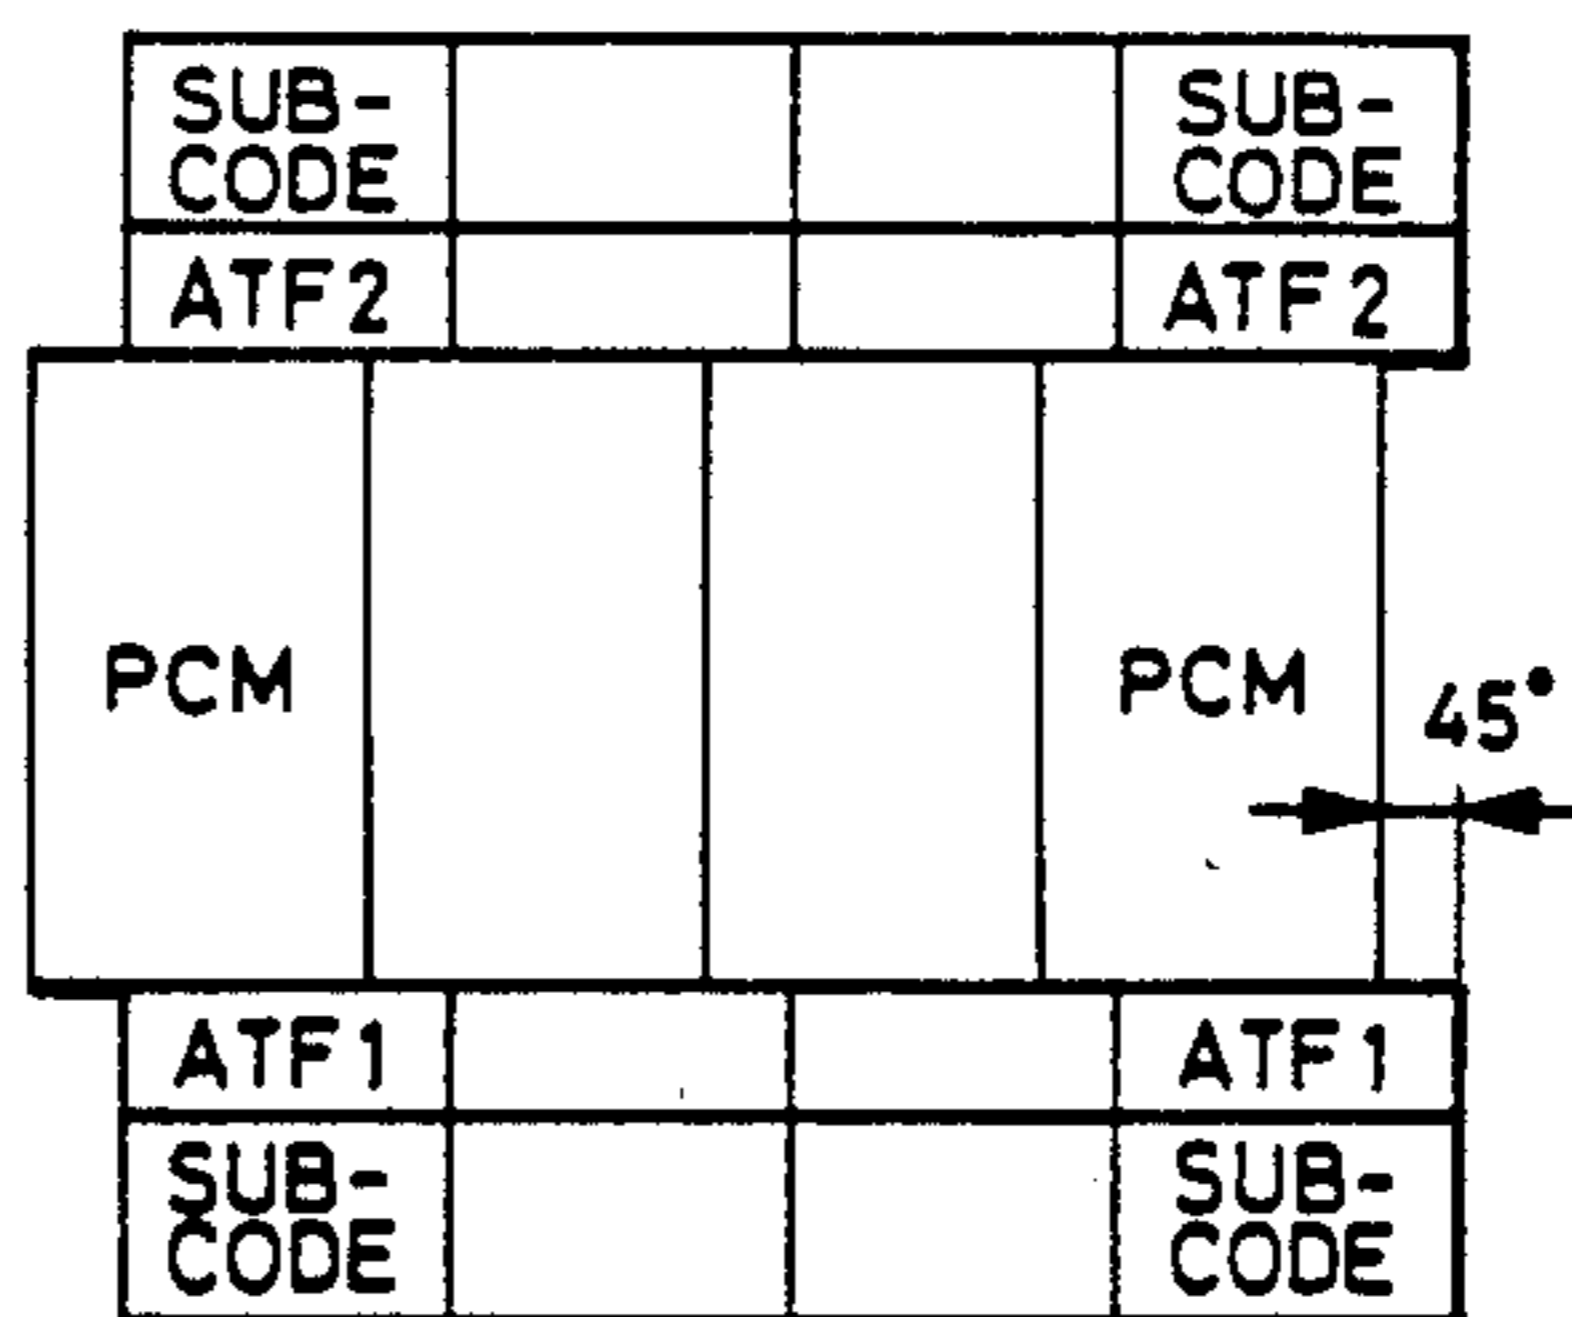 SUB-
CODE
SUB-
CODE
ATF2
ATF2
PCM
PCM
45°
ATF1
ATF1
SUB-
CODE
SUB-
CODE